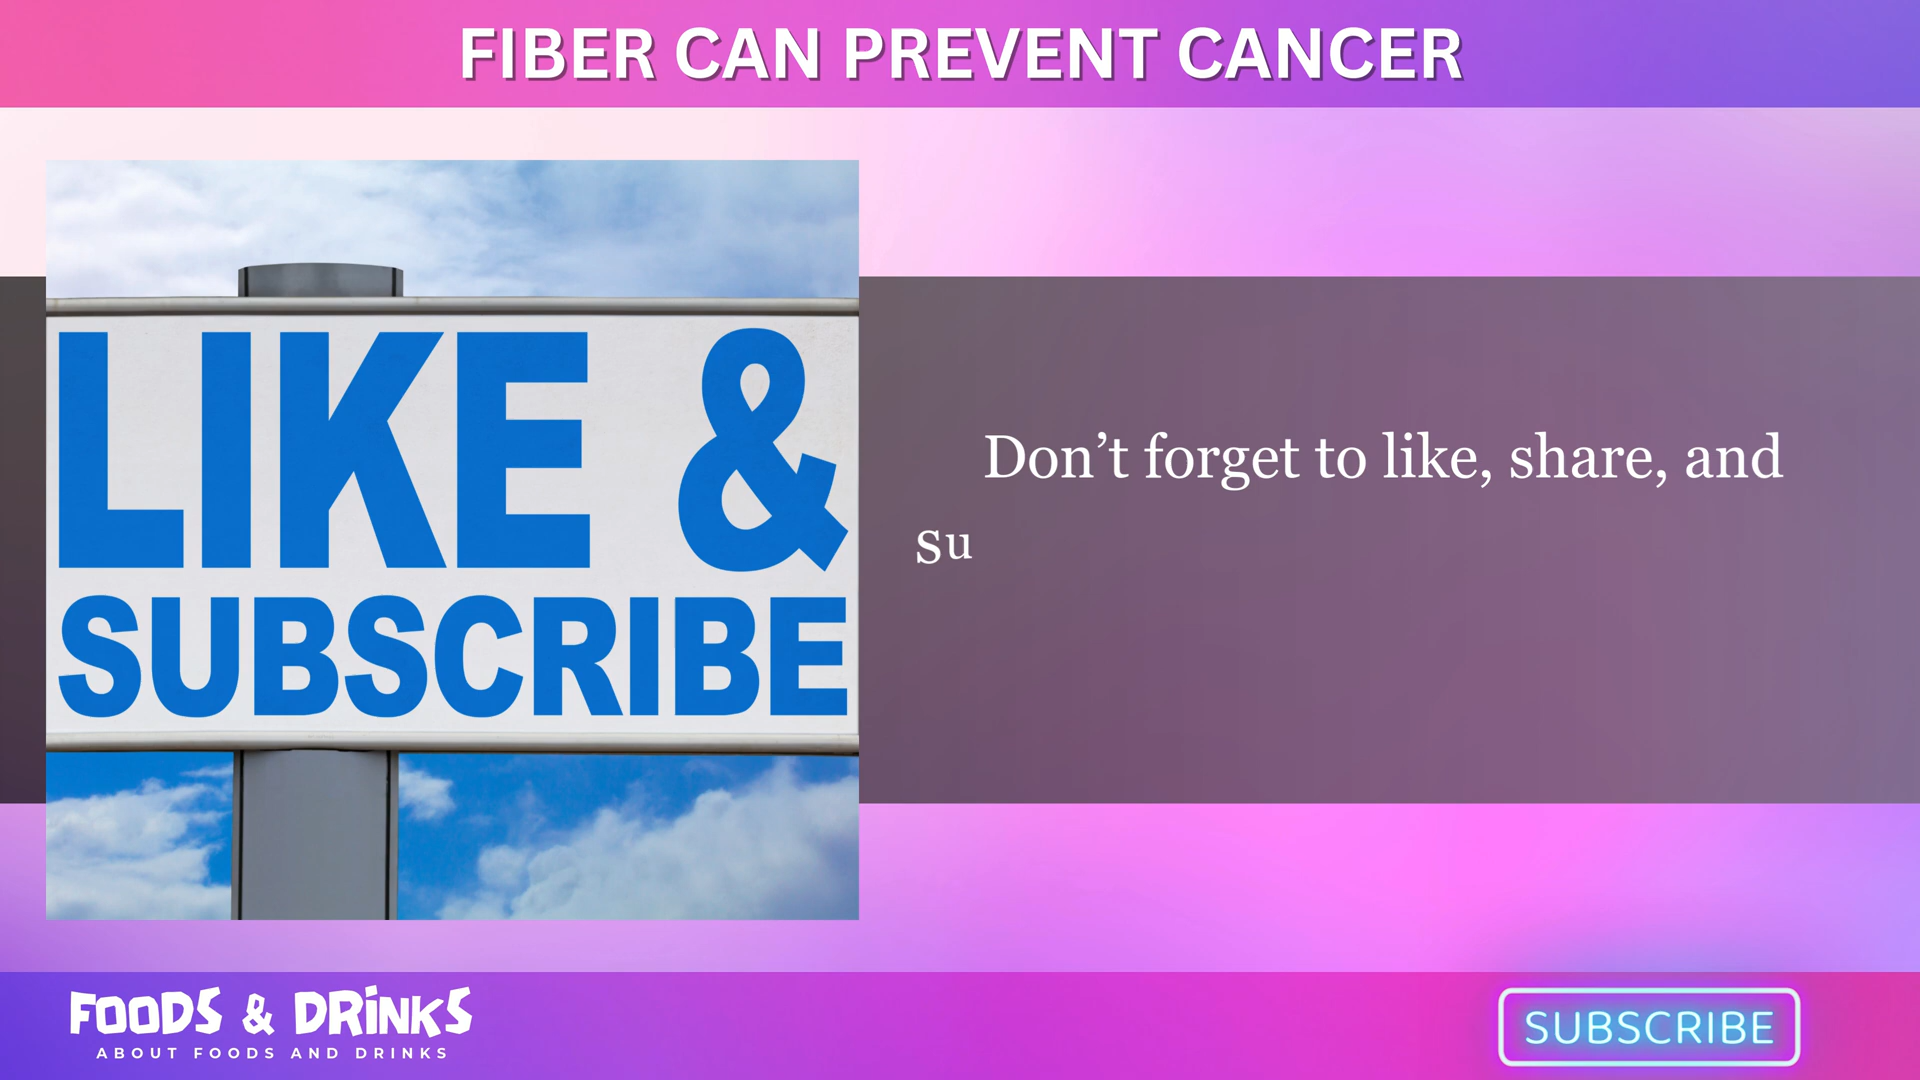 FIBER CAN PREVENT CANCER
LIKE &
SUBSCRIBE
Don’t forget to like, share, and
su
FOODS & DRiNKS
ABOUT FOODS AND DRINKS
SUBSCRIBE